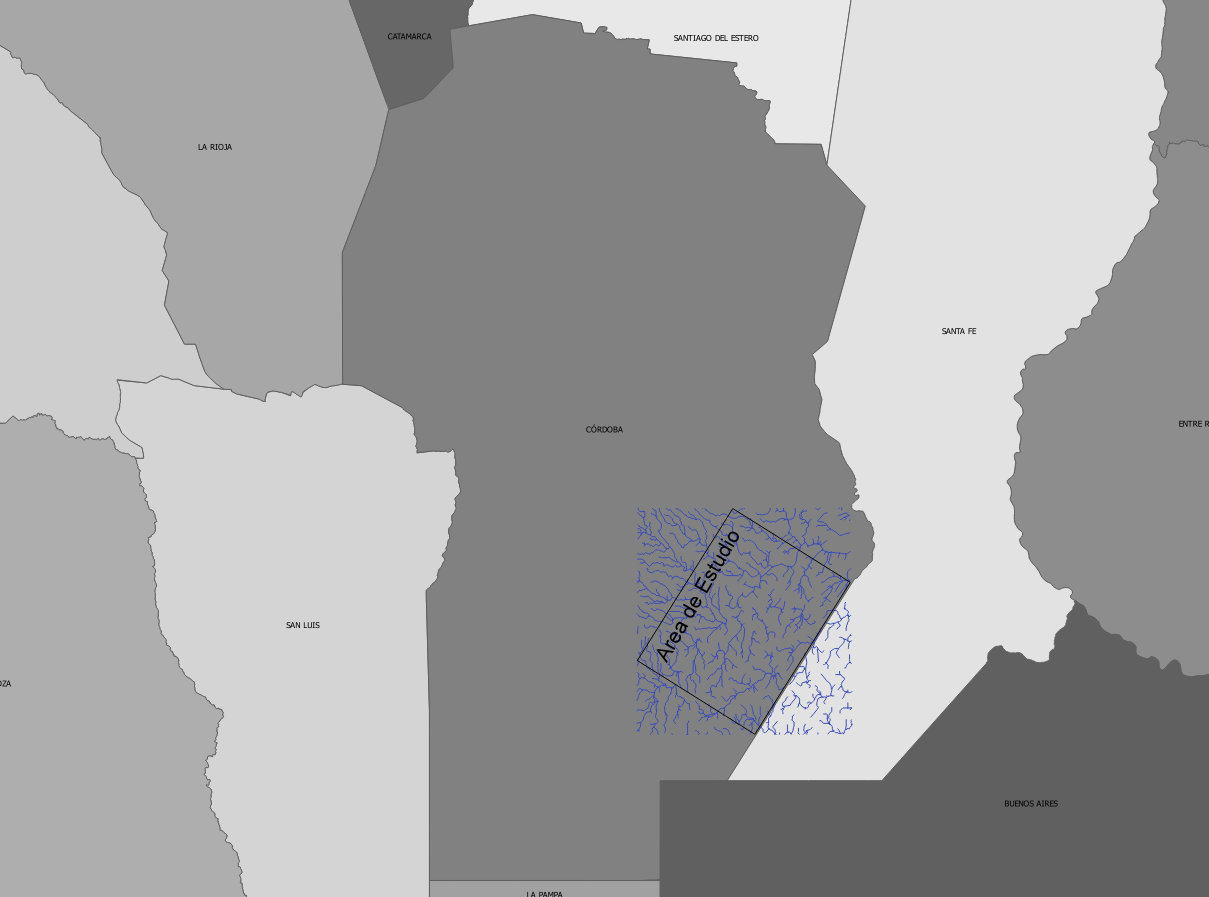 CATAMARCA
SANTIAGO DEL ESTERO
LA RIOJA
SANTA FE
ENTRE R
CÓRDOBA
Area de Estudio
SAN LUIS
OZA
BUENOS AIRES
LA PAMPA